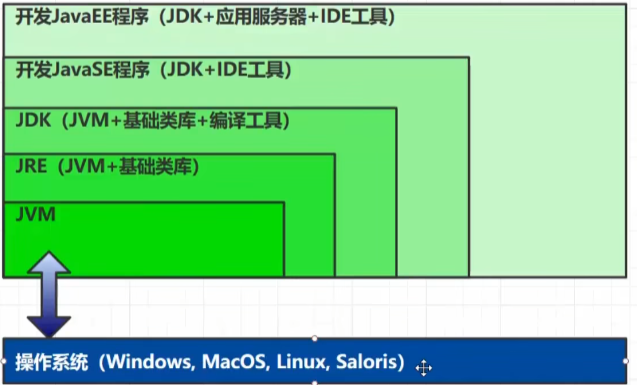 开发JavaEE程序（JDK+应用服务器+IDE工具）
开发JavaSE程序（JDK+IDE工具）
JDK（JVM+基础类库+编译工具）
JRE（JVM+基础类库）
JVM
操作系统（Windows, MacOS, Linux, Saloris）